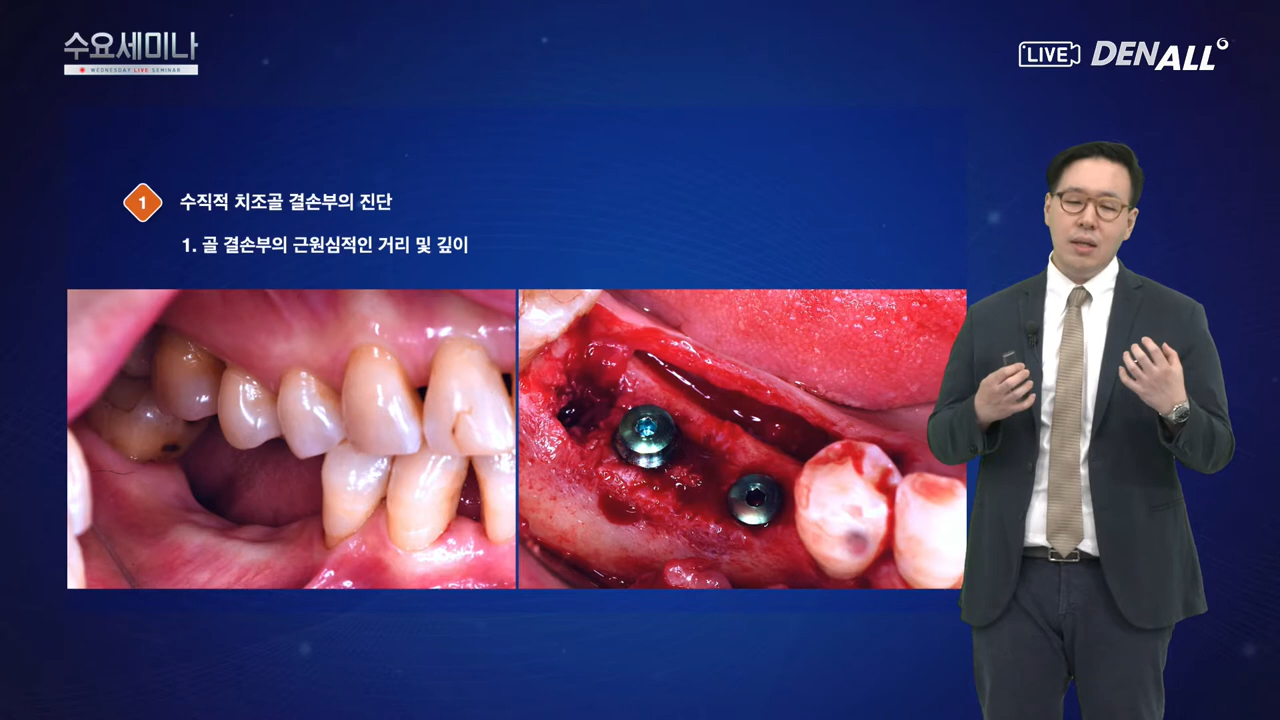 수요세미나
WEDNESDAY LIVE SEMINAR
LIVE DENALL
1 수직적 치조골 결손부의 진단
1. 골 결손부의 근원심적인 거리 및 깊이